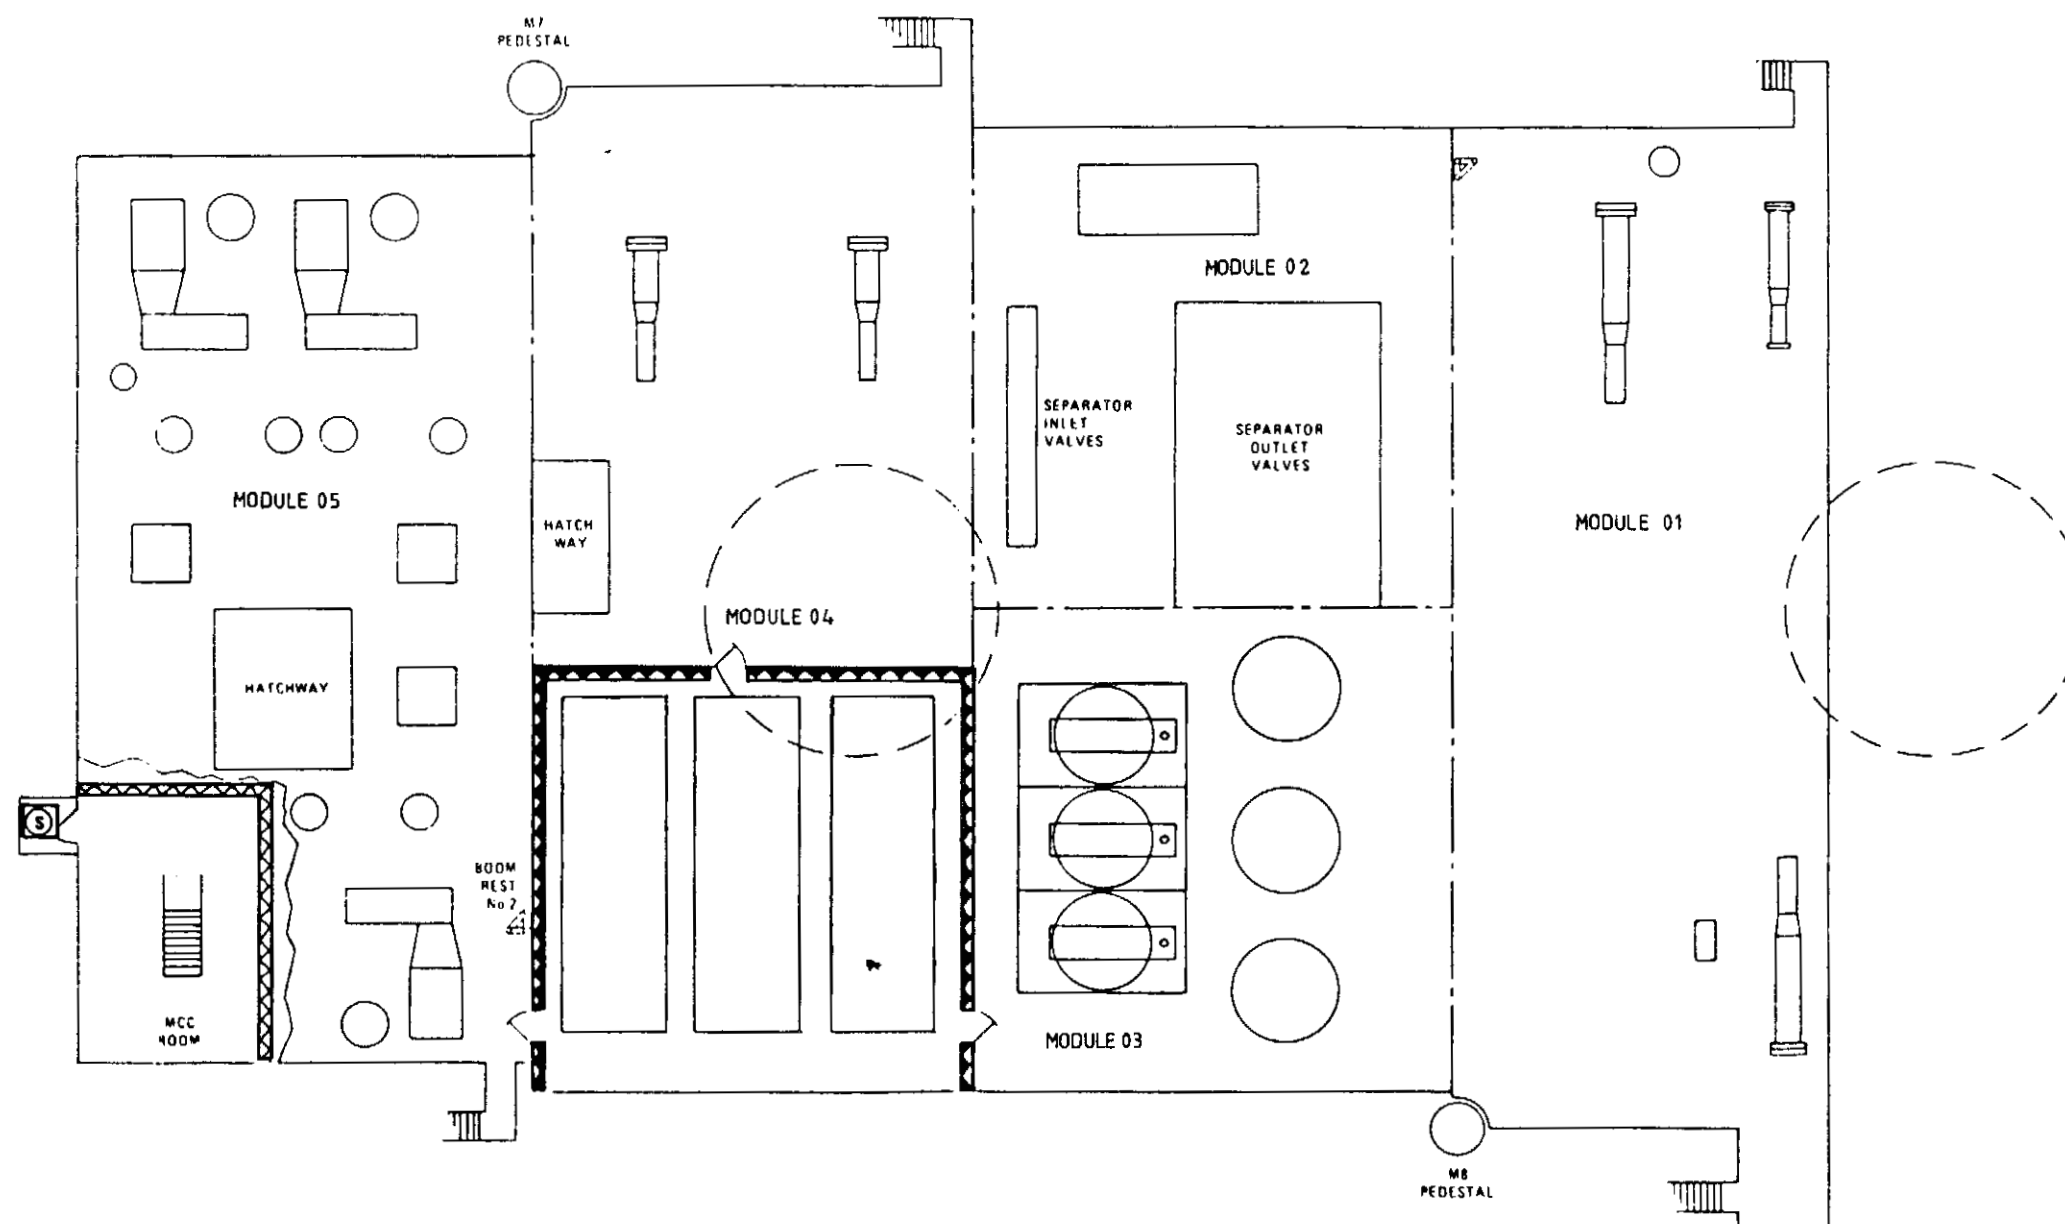 M7
PEDESTAL
MODULE 02
SEPARATOR
INLET
VALVES
SEPARATOR
OUTLET
VALVES
MODULE 05
HATCH
WAY
MODULE 01
MODULE 04
HATCHWAY
S
BOOM
REST
No 2
MCC
ROOM
MODULE 03
M8
PEDESTAL